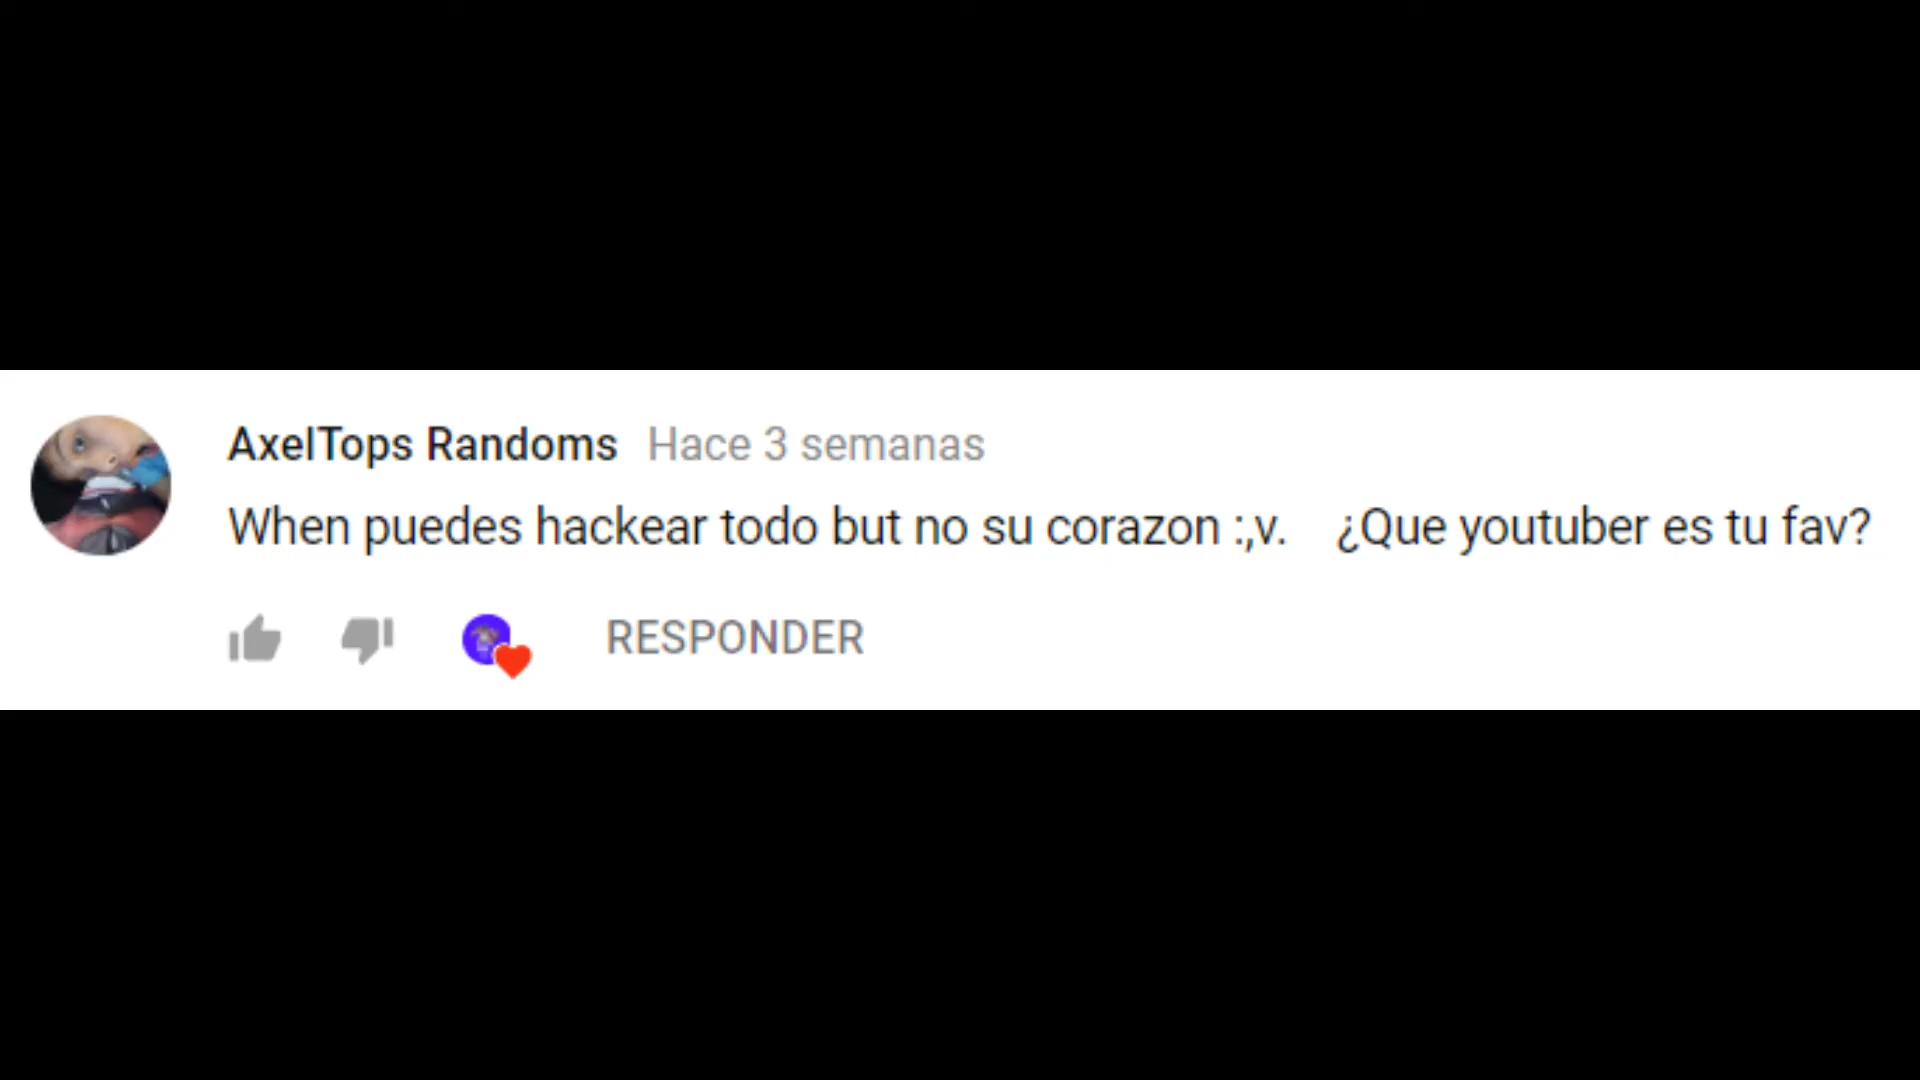 AxelTops Randoms Hace 3 semanas
When puedes hackear todo but no su corazon :,v. ¿Que youtuber es tu fav?
RESPONDER